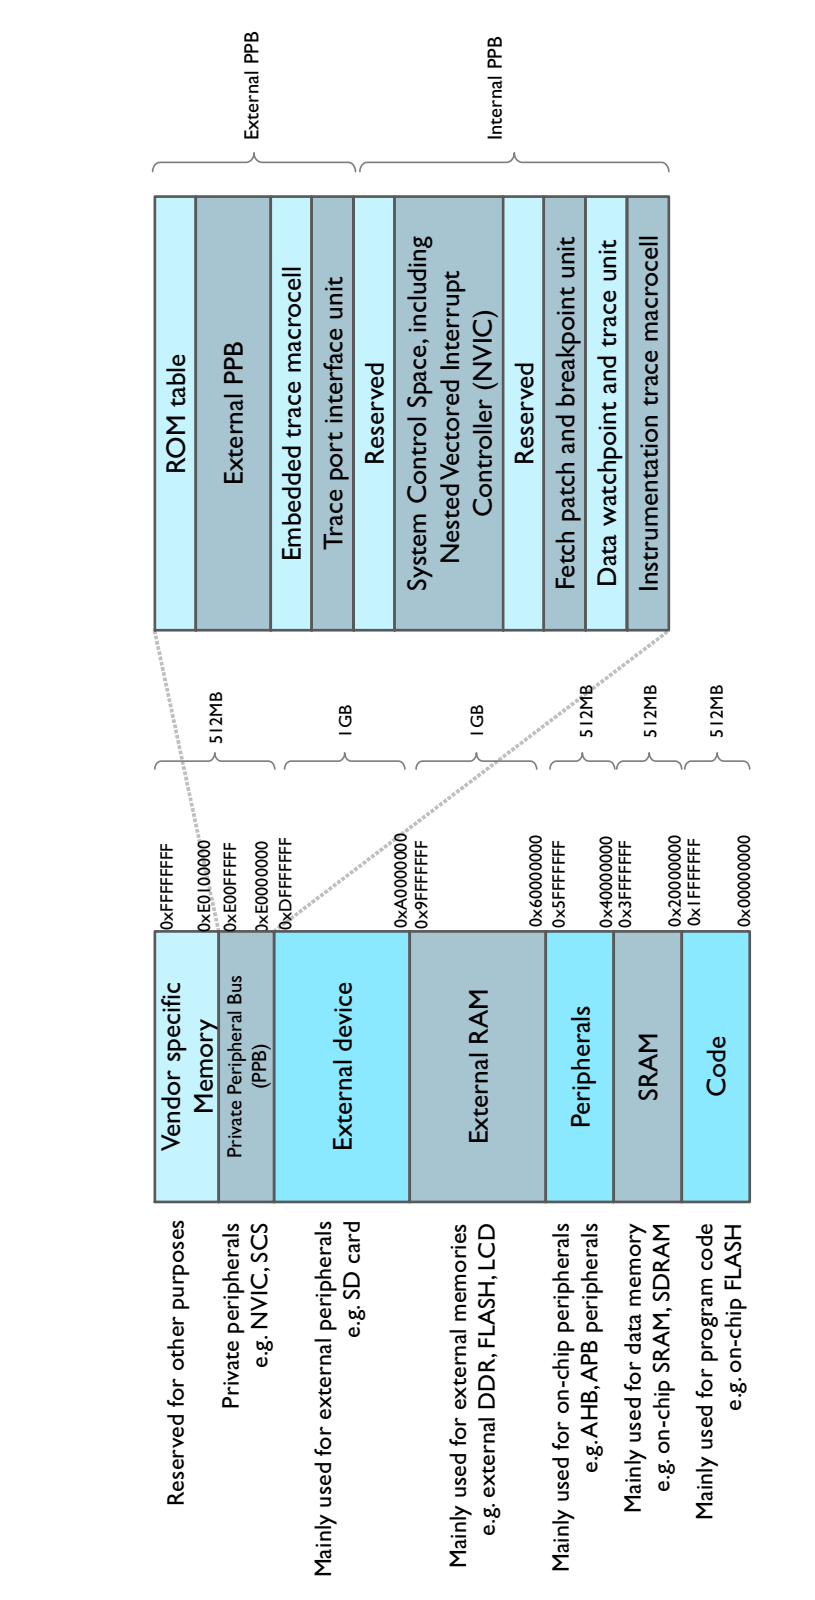 Reserved for other purposes
Private peripherals
e.g. NVIC, SCS
Mainly used for external peripherals
e.g. SD card
Mainly used for external memories
e.g. external DDR, FLASH, LCD
Mainly used for on-chip peripherals
e.g. AHB, APB peripherals
Mainly used for data memory
e.g. on-chip SRAM, SDRAM
Mainly used for program code
e.g. on-chip FLASH
Vendor specific
Memory
Private Peripheral Bus
(PPB)
External device
External RAM
Peripherals
SRAM
Code
0xFFFFFFFF
0xE0100000
0xE00FFFFF
0xE0000000
0xDFFFFFFF
0xA0000000
0x9FFFFFFF
0x60000000
0x5FFFFFFF
0x40000000
0x3FFFFFFF
0x20000000
0x1FFFFFFF
0x00000000
512MB
1GB
1GB
512MB
512MB
512MB
ROM table
External PPB
Embedded trace macrocell
Trace port interface unit
Reserved
System Control Space, including
Nested Vectored Interrupt
Controller (NVIC)
Reserved
Fetch patch and breakpoint unit
Data watchpoint and trace unit
Instrumentation trace macrocell
External PPB
Internal PPB